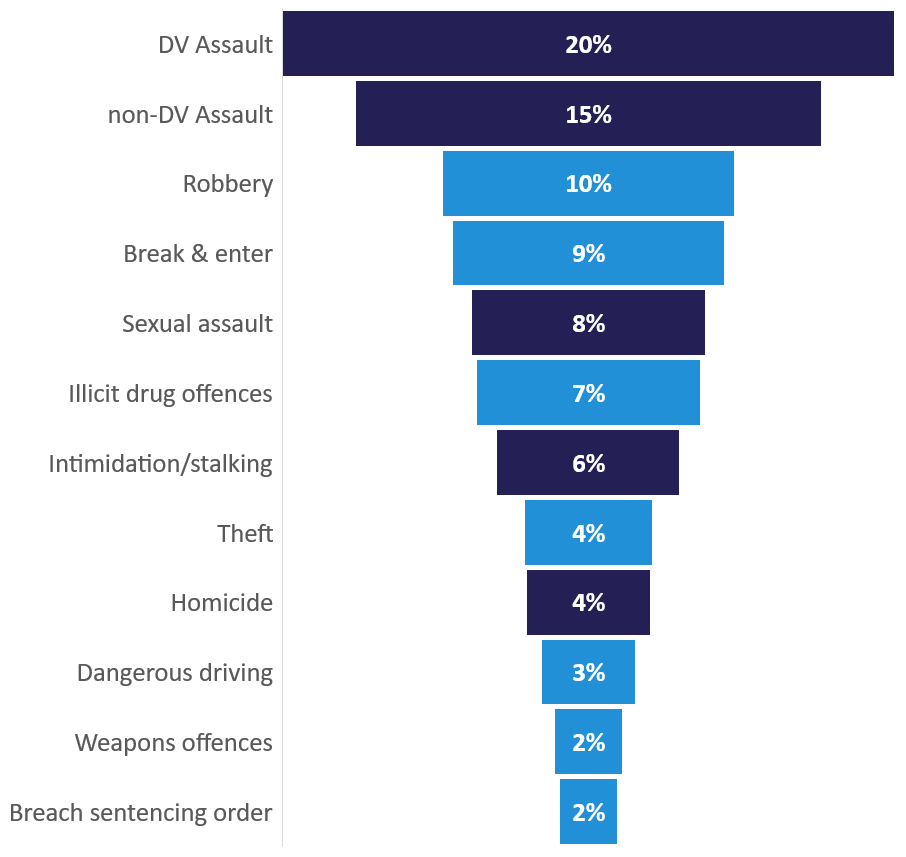 DV Assault 20%
non-DV Assault 15%
Robbery 10%
Break & enter 9%
Sexual assault 8%
Illicit drug offences 7%
Intimidation/stalking 6%
Theft 4%
Homicide 4%
Dangerous driving 3%
Weapons offences 2%
Breach sentencing order 2%